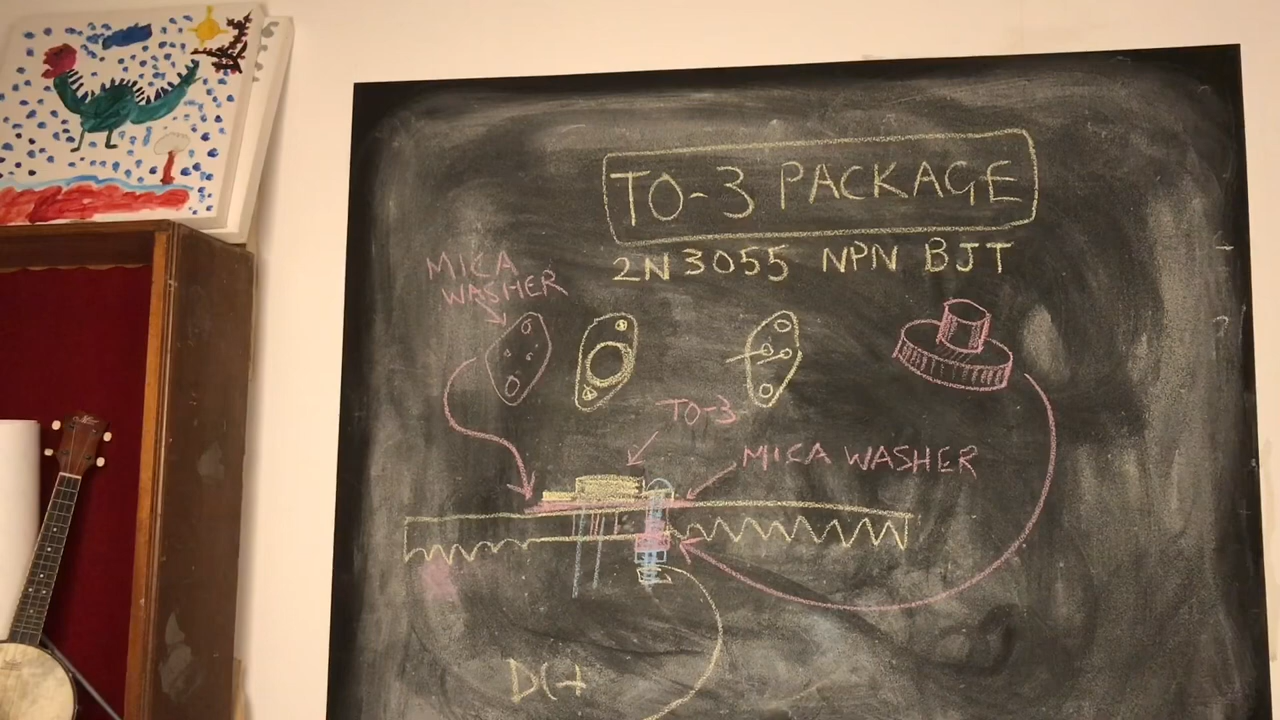 TO-3 PACKAGE
2N3055 NPN BJT
MICA
WASHER
TO-3
MICA WASHER